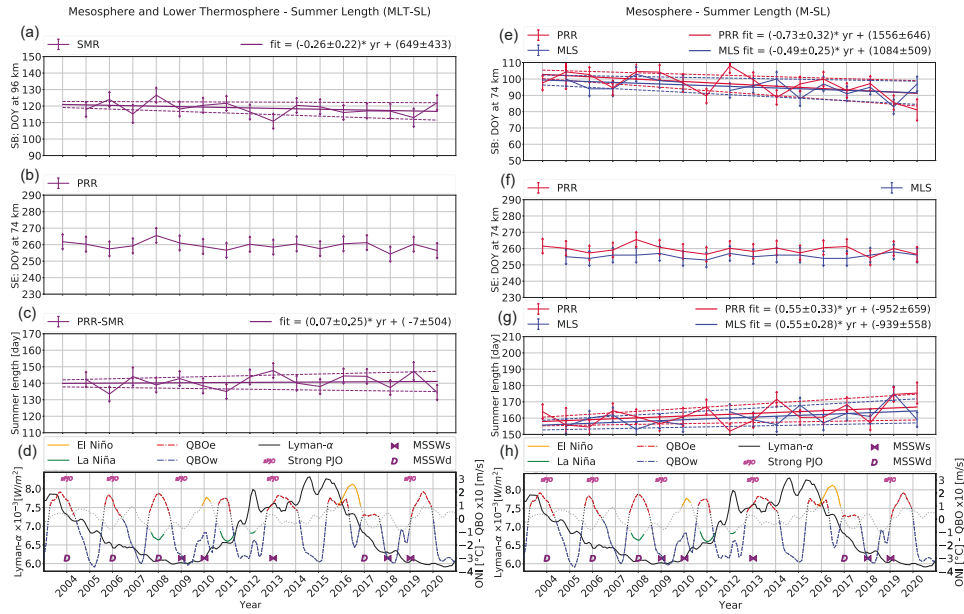 Mesosphere and Lower Thermosphere - Summer Length (MLT-SL)
(a)
SMR
fit = (-0.26±0.22)* yr + (649±433)
SB: DOY at 96 km
150
140
130
120
110
100
90
(b)
PRR
SE: DOY at 74 km
290
280
270
260
250
240
230
(c)
PRR-SMR
fit = (0.07±0.25)* yr + ( -7±504)
Summer length [day]
180
170
160
150
140
130
120
El Niño
QBOe
Lyman-α
MSSWs
(d)
La Niña
QBOw
Strong PJO
MSSWd
sPJO sPJO sPJO sPJO sPJO
Lyman-α ×10⁻³[W/m²]
8.0
7.5
7.0
6.5
6.0
3
2
1
0
−1
−2
−3
−4
ONI [°C] - QBO x10 [m/s]
D D D D
2004 2005 2006 2007 2008 2009 2010 2011 2012 2013 2014 2015 2016 2017 2018 2019 2020
Year
Mesosphere - Summer Length (M-SL)
(e)
PRR
PRR fit = (-0.73±0.32)* yr + (1556±646)
MLS
MLS fit = (-0.49±0.25)* yr + (1084±509)
SB: DOY at 74 km
110
100
90
80
70
60
50
(f)
PRR
MLS
SE: DOY at 74 km
290
280
270
260
250
240
230
(g)
PRR
PRR fit = (0.55±0.33)* yr + (-952±659)
MLS
MLS fit = (0.55±0.28)* yr + (-939±558)
Summer length [day]
210
200
190
180
170
160
150
El Niño
QBOe
Lyman-α
MSSWs
(h)
La Niña
QBOw
Strong PJO
MSSWd
sPJO sPJO sPJO sPJO sPJO
Lyman-α ×10⁻³[W/m²]
8.0
7.5
7.0
6.5
6.0
3
2
1
0
−1
−2
−3
−4
ONI [°C] - QBO x10 [m/s]
D D D D
2004 2005 2006 2007 2008 2009 2010 2011 2012 2013 2014 2015 2016 2017 2018 2019 2020
Year